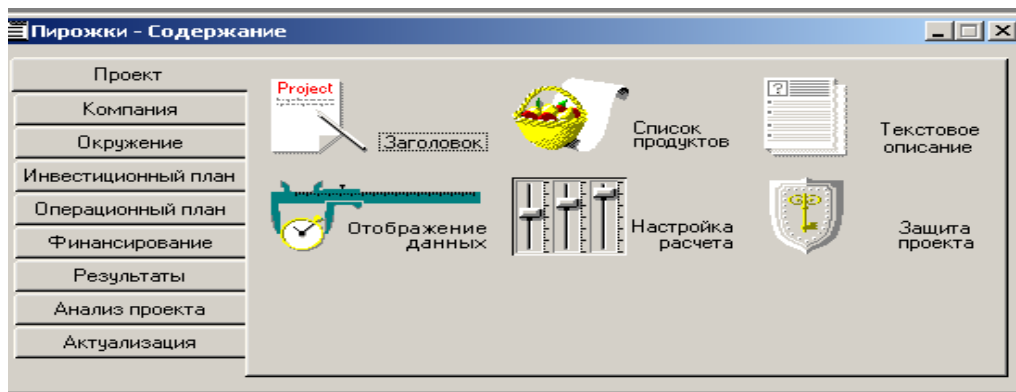 Пирожки - Содержание
Проект
Компания
Окружение
Инвестиционный план
Операционный план
Финансирование
Результаты
Анализ проекта
Актуализация
Project
Заголовок
Список
продуктов
?
Текстовое
описание
Отображение
данных
Настройка
расчета
Защита
проекта